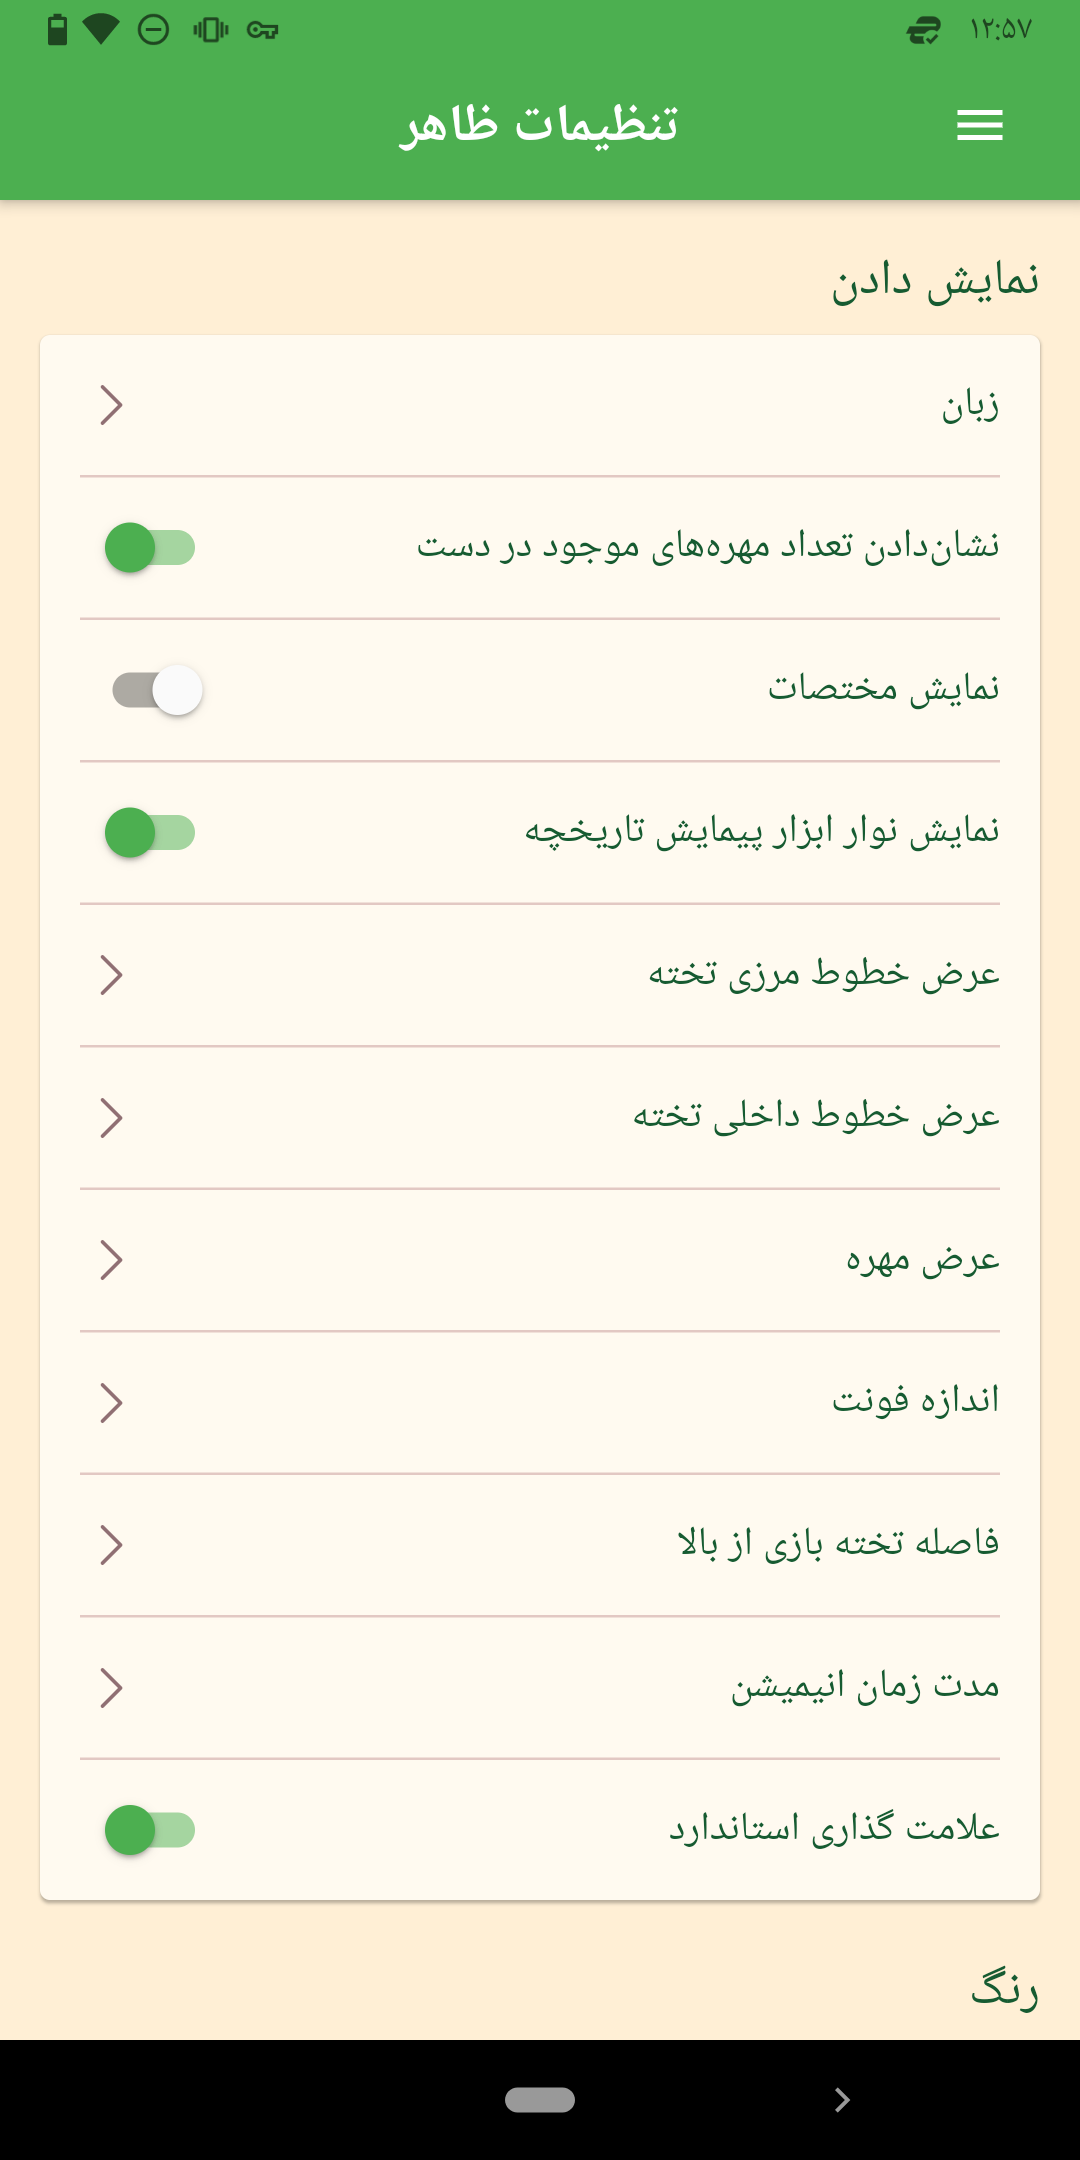 ۱۲:۵۷
تنظیمات ظاهر
نمایش دادن
زبان
نشان‌دادن تعداد مهره‌های موجود در دست
نمایش مختصات
نمایش نوار ابزار پیمایش تاریخچه
عرض خطوط مرزی تخته
عرض خطوط داخلی تخته
عرض مهره
اندازه فونت
فاصله تخته بازی از بالا
مدت زمان انیمیشن
علامت گذاری استاندارد
رنگ